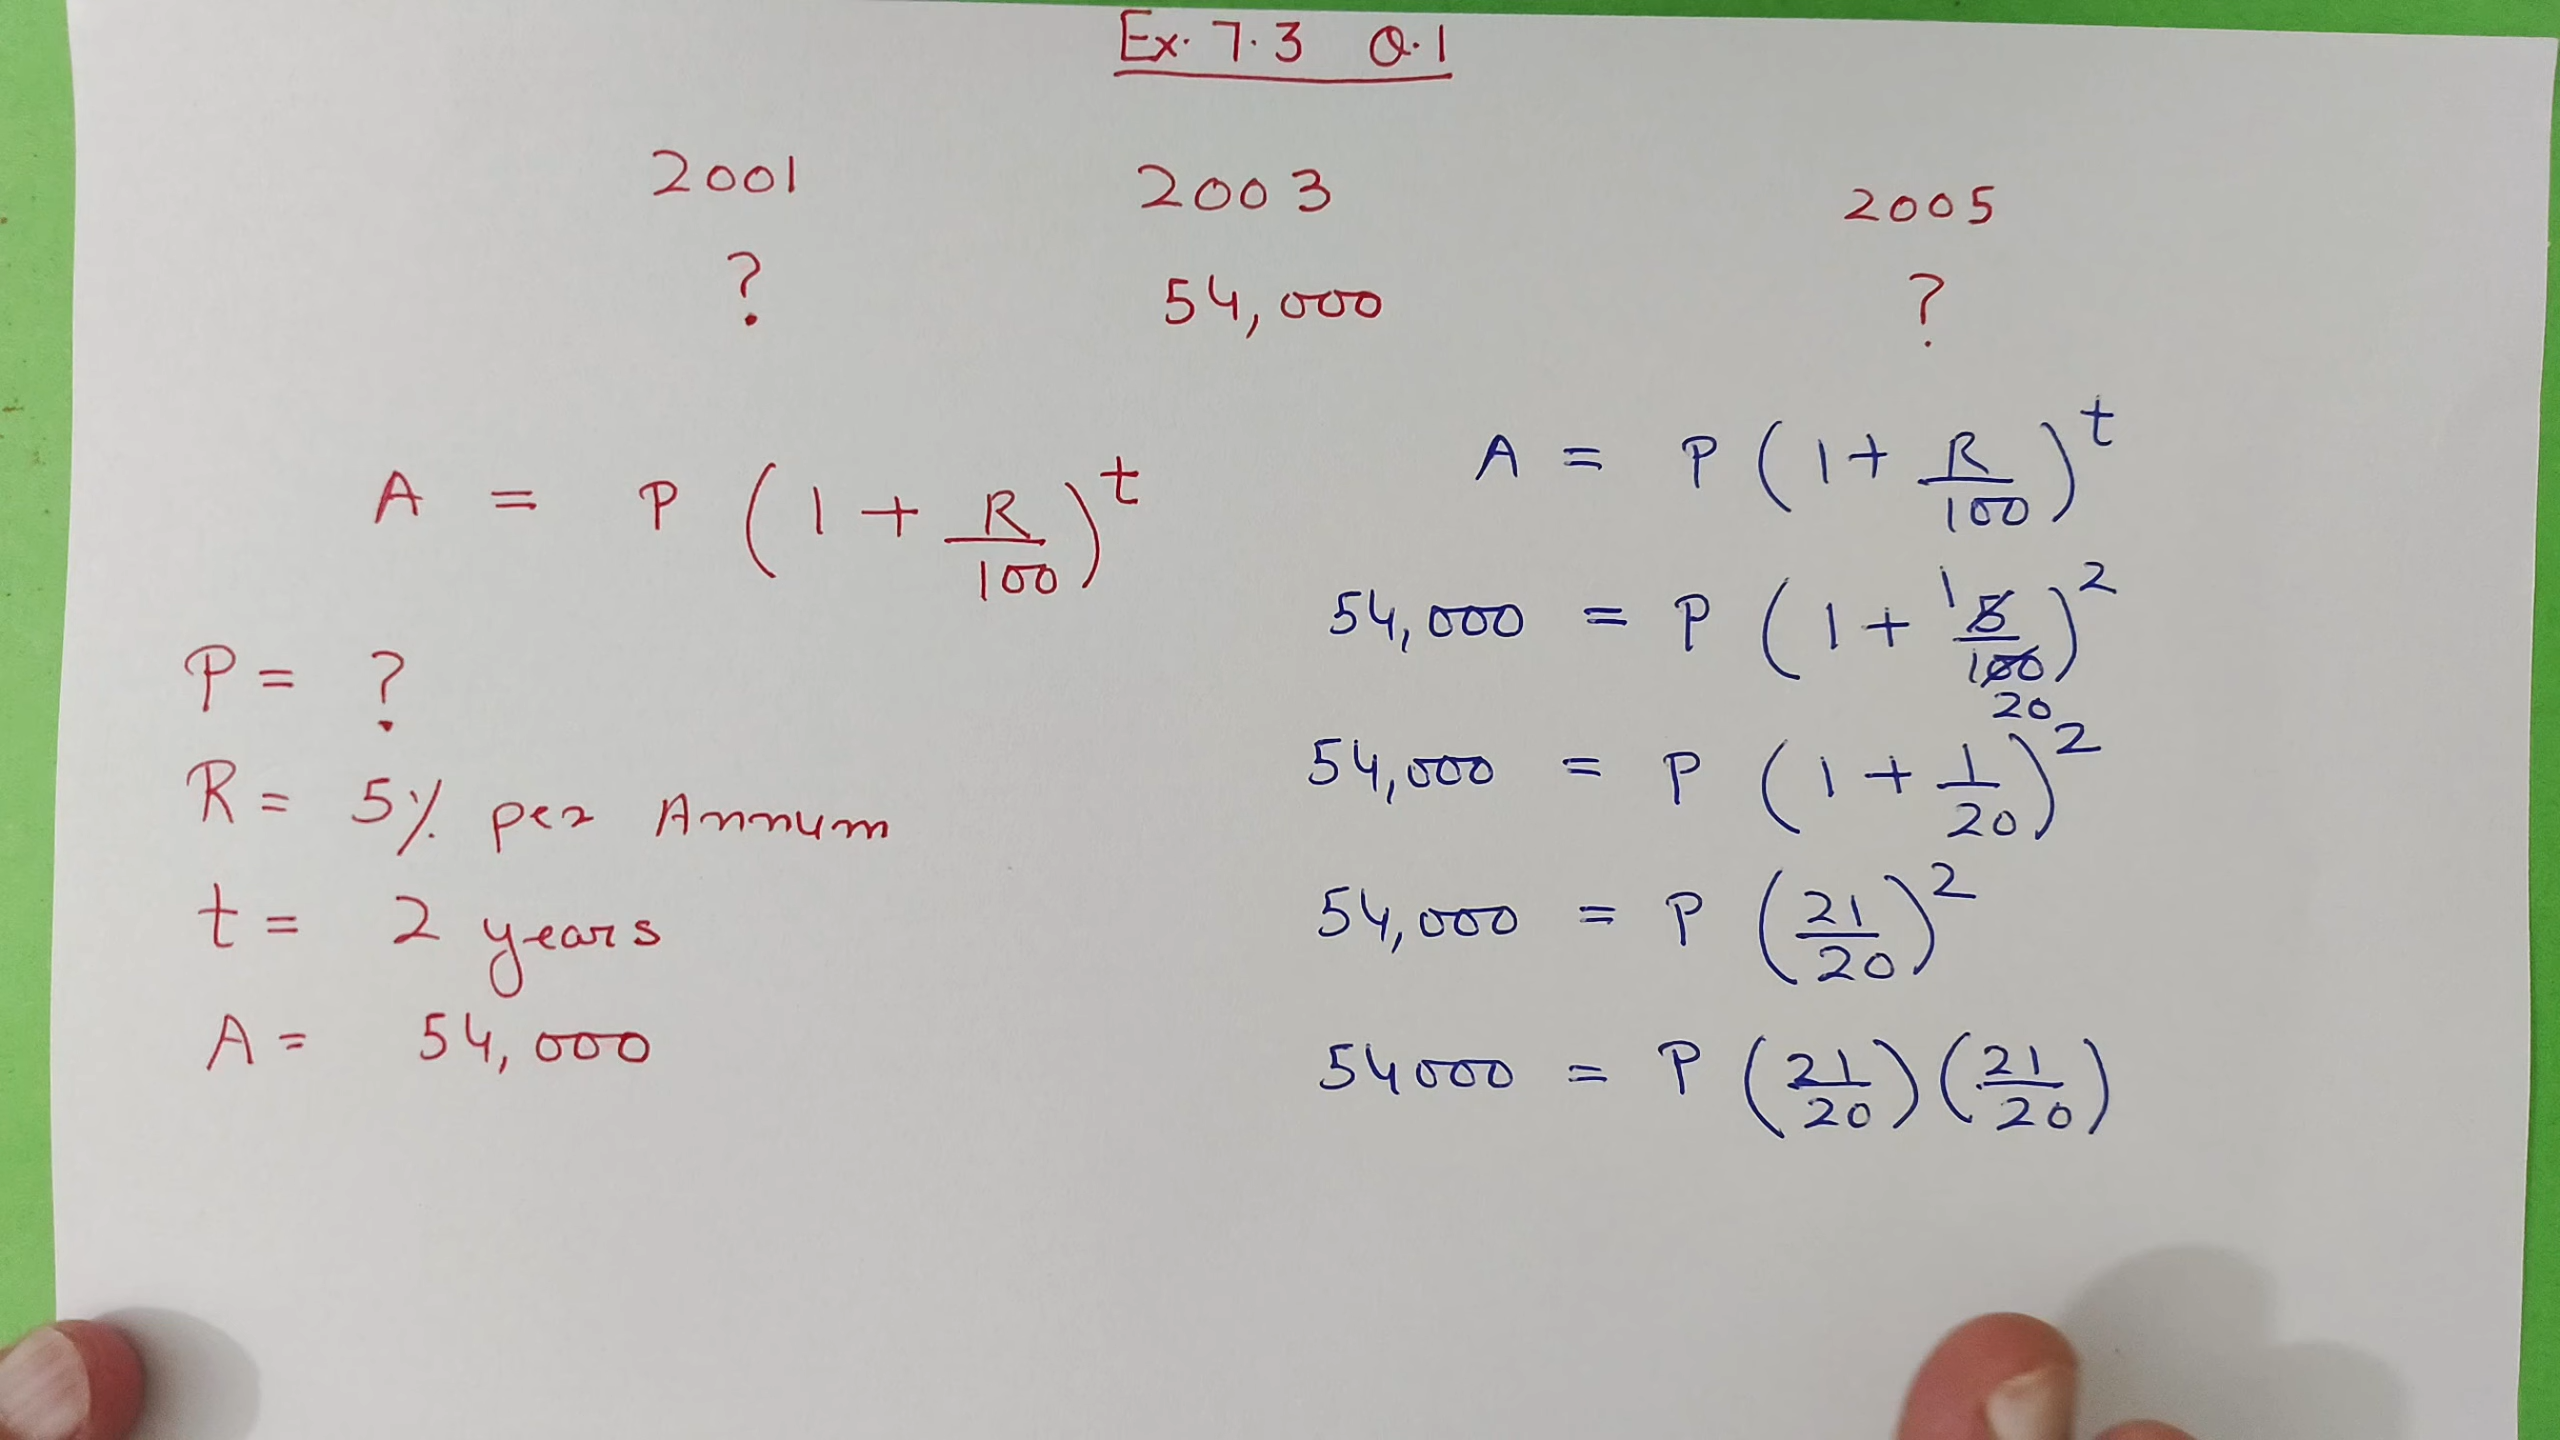 Ex. 7.3 Q.1
2001 2003 2005
? 54,000 ?
A = P ( 1 + R/100 )^t
P = ?
R = 5% per Annum
t = 2 years
A = 54,000
A = P ( 1 + R/100 )^t
54,000 = P ( 1 + 1 5/100 20 )^2
54,000 = P ( 1 + 1/20 )^2
54,000 = P ( 21/20 )^2
54000 = P ( 21/20 ) ( 21/20 )